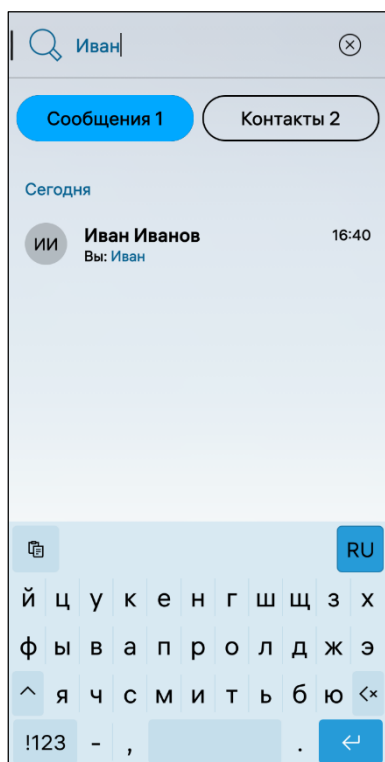 Иван
Сообщения 1 Контакты 2
Сегодня
ИИ Иван Иванов 16:40
Вы: Иван
RU
й ц у к е н г ш щ з х
ф ы в а п р о л д ж э
я ч с м и т ь б ю
!123 - , .